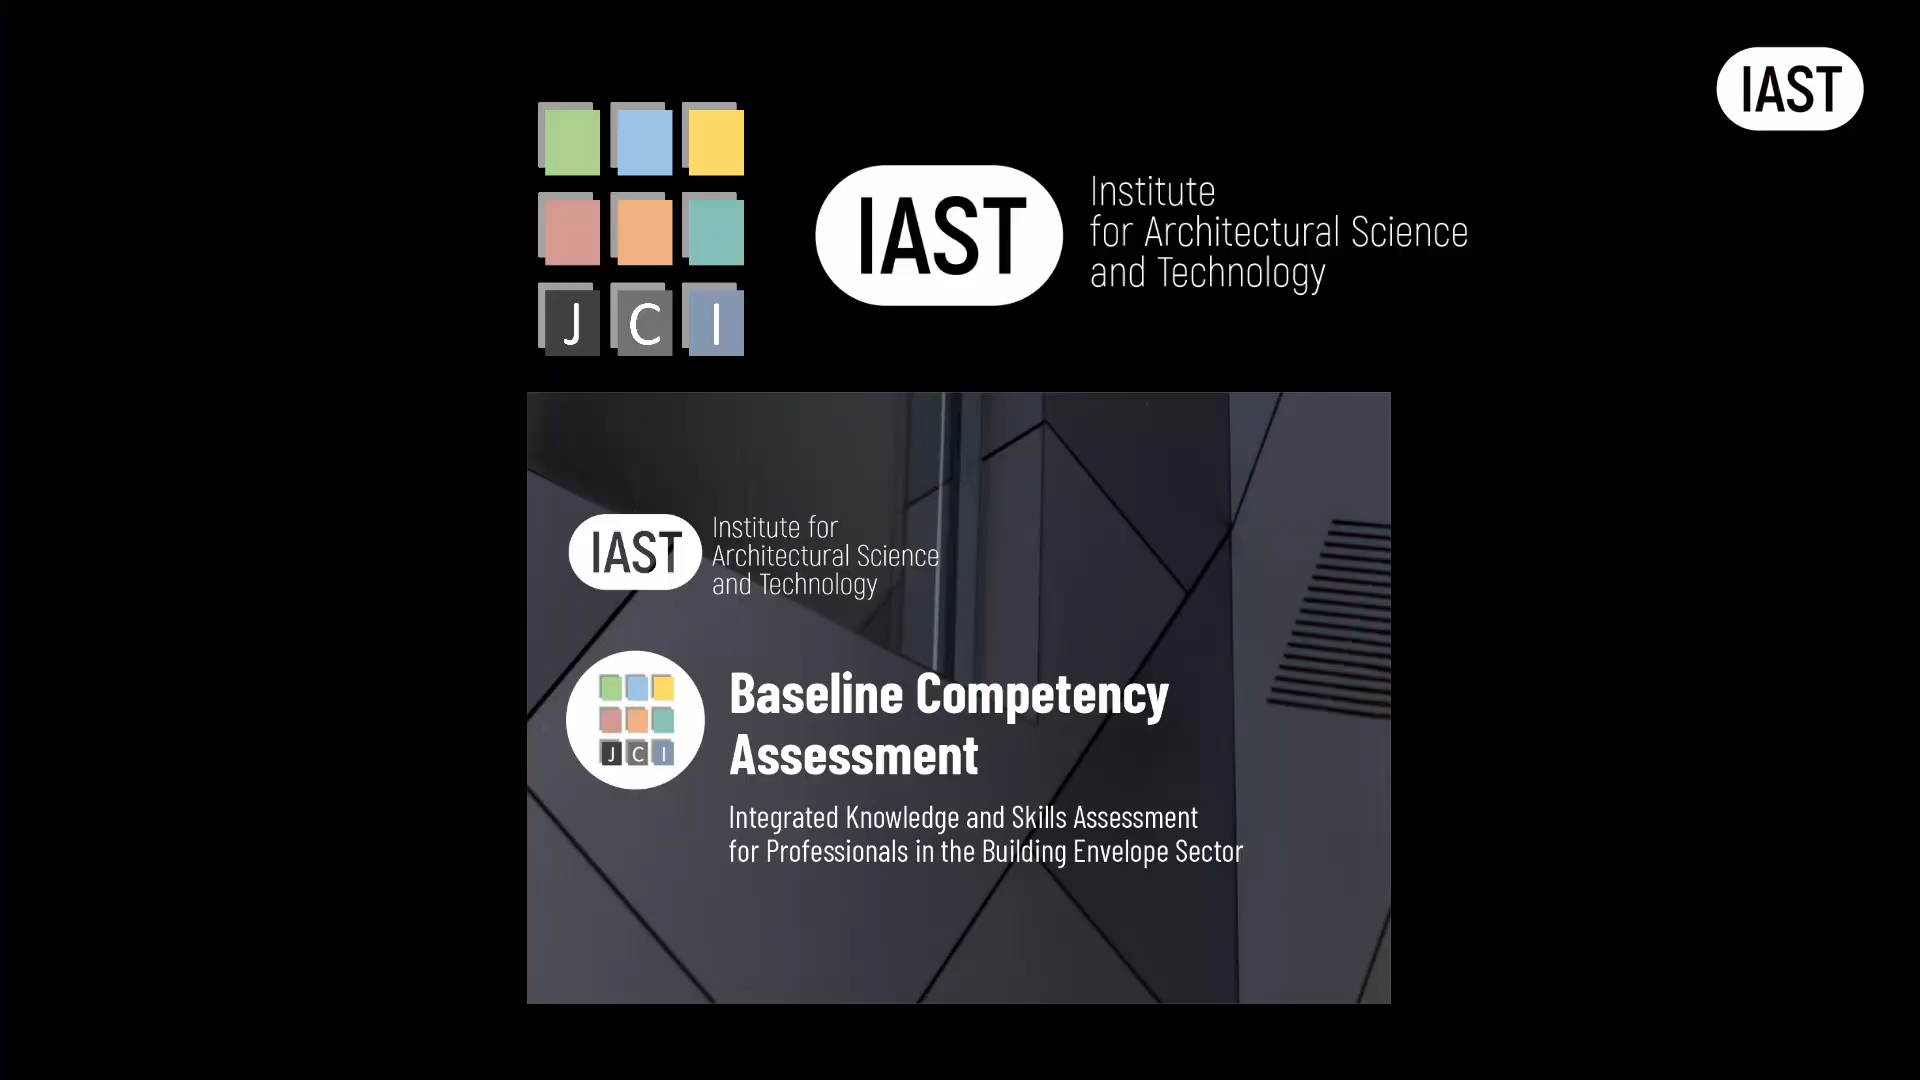 IAST
J C I
IAST
Institute
for Architectural Science
and Technology
IAST
Institute for
Architectural Science
and Technology
J C I
Baseline Competency
Assessment
Integrated Knowledge and Skills Assessment
for Professionals in the Building Envelope Sector